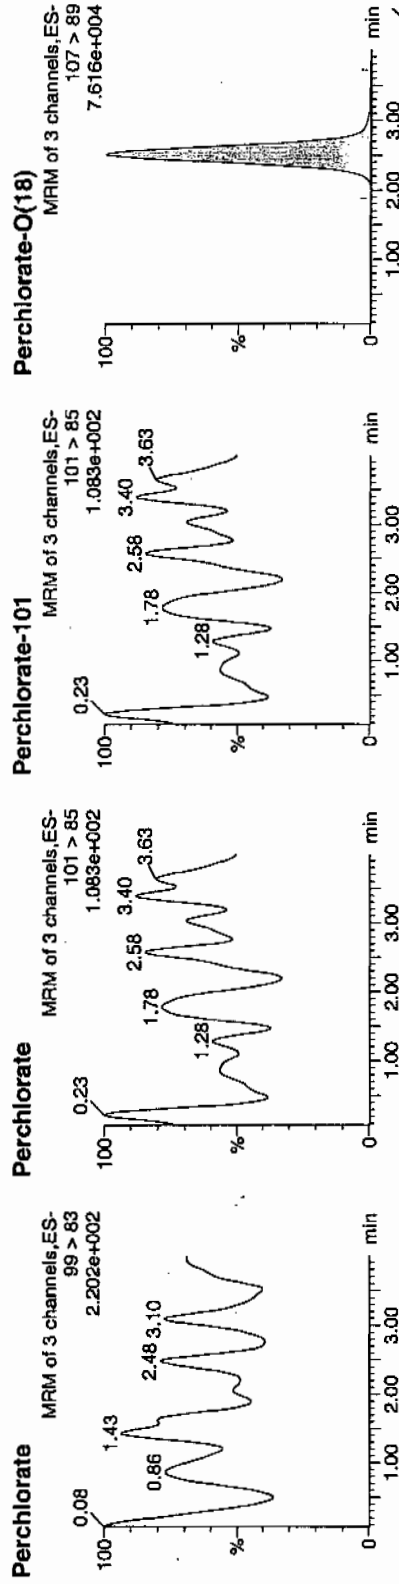 Perchlorate
MRM of 3 channels,ES-
99 > 83
2.202e+002
0.08
0.86
1.43
2.48
3.10
100
%
0
1.00
2.00
3.00
min
Perchlorate
MRM of 3 channels,ES-
101 > 85
1.083e+002
0.23
1.28
1.78
2.58
3.40
3.63
100
%
0
1.00
2.00
3.00
min
Perchlorate-101
MRM of 3 channels,ES-
101 > 85
1.083e+002
0.23
1.28
1.78
2.58
3.40
3.63
100
%
0
1.00
2.00
3.00
min
Perchlorate-O(18)
MRM of 3 channels,ES-
107 > 89
7.616e+004
100
%
0
1.00
2.00
3.00
min